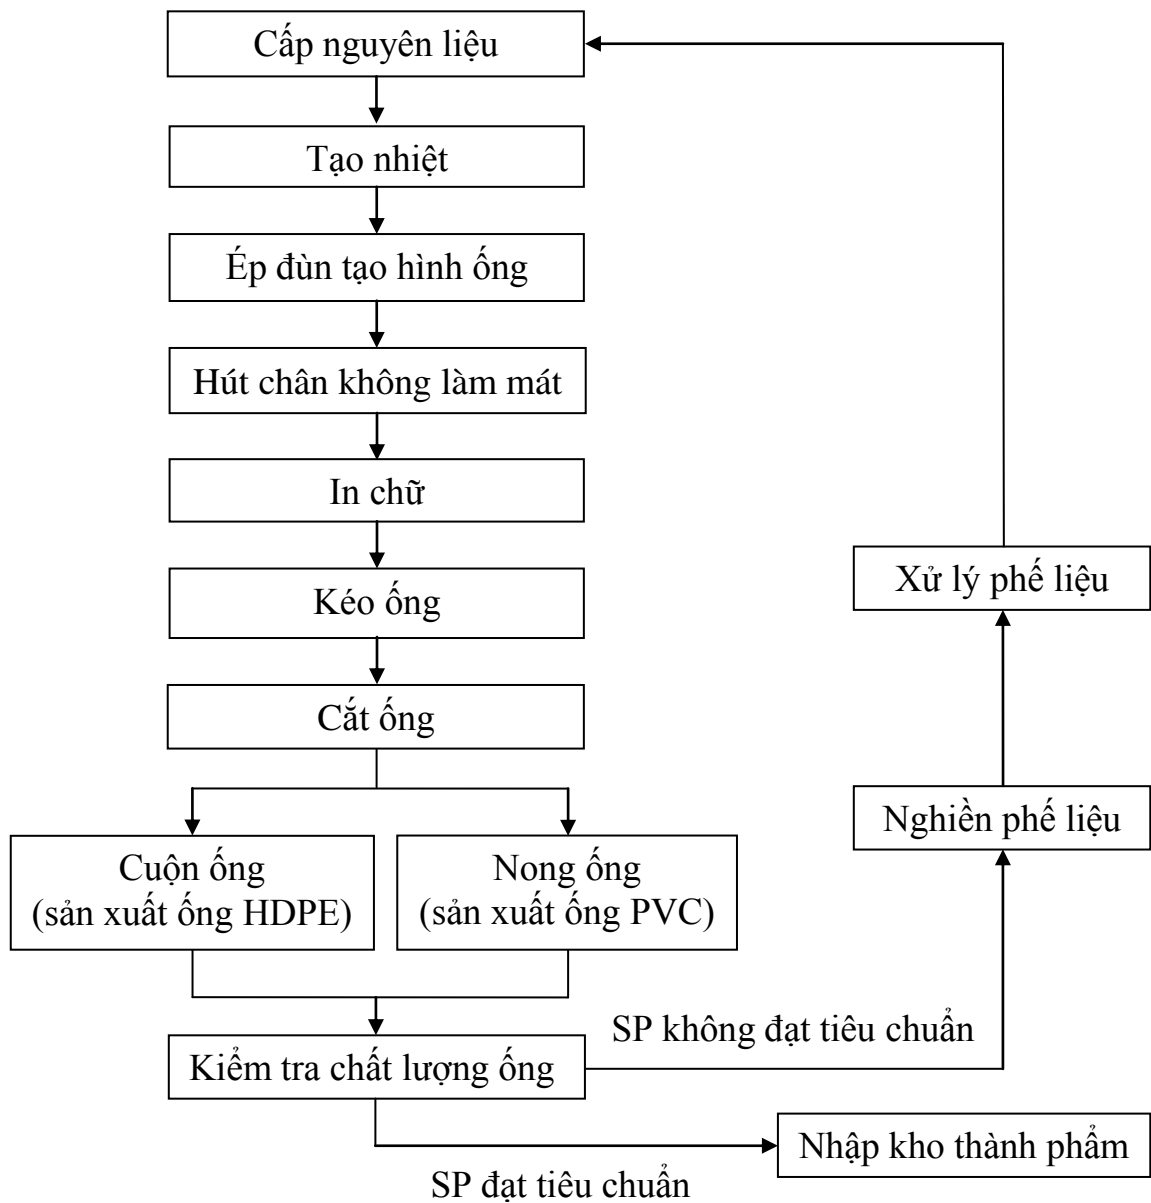 Cấp nguyên liệu
Tạo nhiệt
Ép đùn tạo hình ống
Hút chân không làm mát
In chữ
Kéo ống
Xử lý phế liệu
Cắt ống
Nghiền phế liệu
Cuộn ống
(sản xuất ống HDPE)
Nong ống
(sản xuất ống PVC)
SP không đạt tiêu chuẩn
Kiểm tra chất lượng ống
Nhập kho thành phẩm
SP đạt tiêu chuẩn